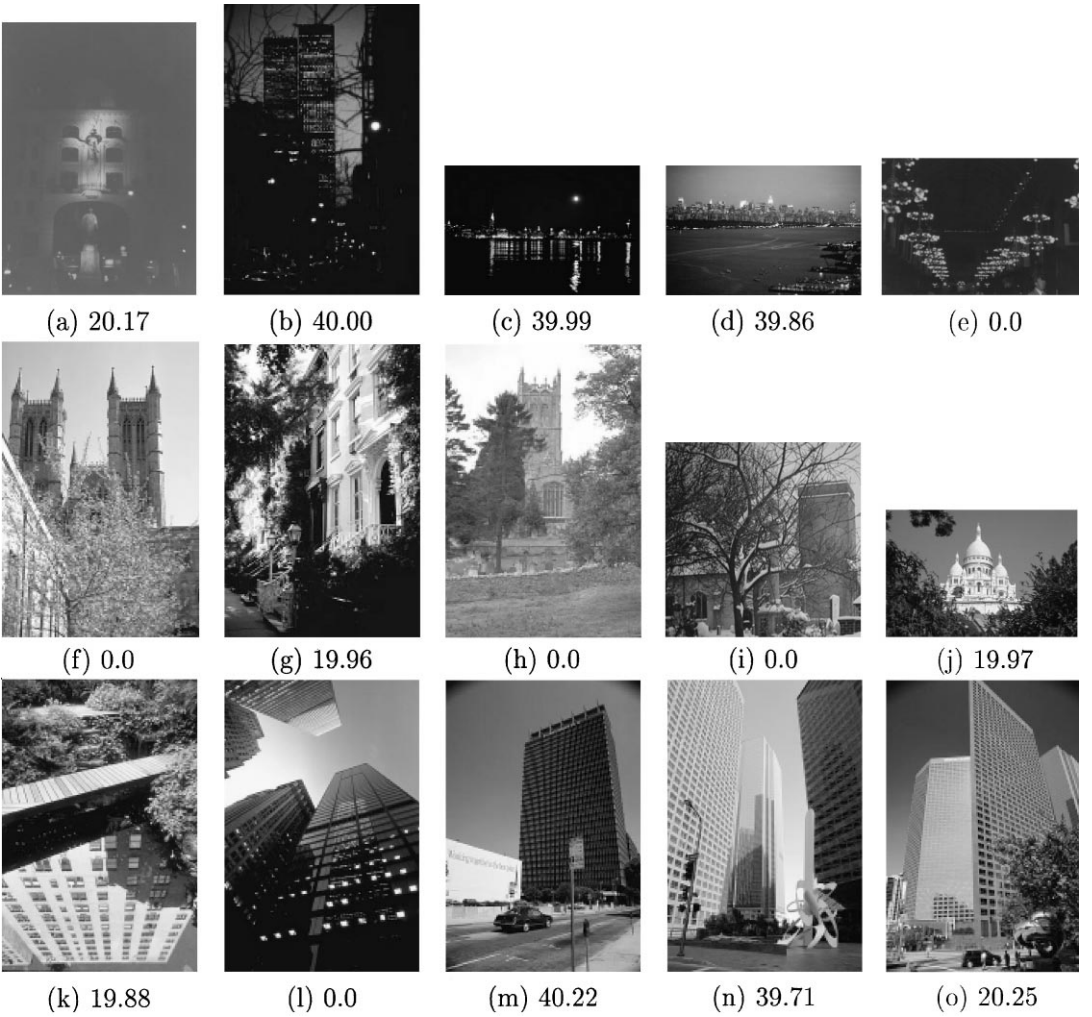 (a) 20.17 (b) 40.00 (c) 39.99 (d) 39.86 (e) 0.0
(f) 0.0 (g) 19.96 (h) 0.0 (i) 0.0 (j) 19.97
(k) 19.88 (l) 0.0 (m) 40.22 (n) 39.71 (o) 20.25